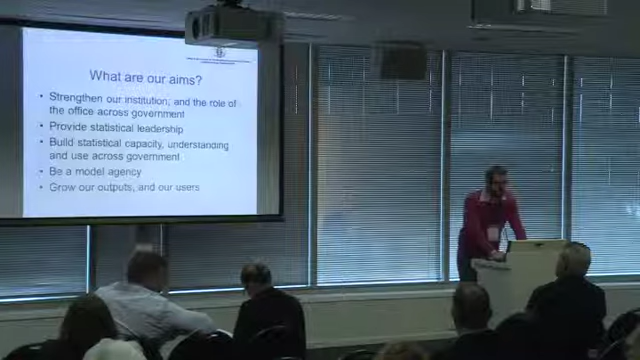 What are our aims?
• Strengthen our institution, and the role of
the office across government
• Provide statistical leadership
• Build statistical capacity, understanding
and use across government
• Be a model agency
• Grow our outputs, and our users